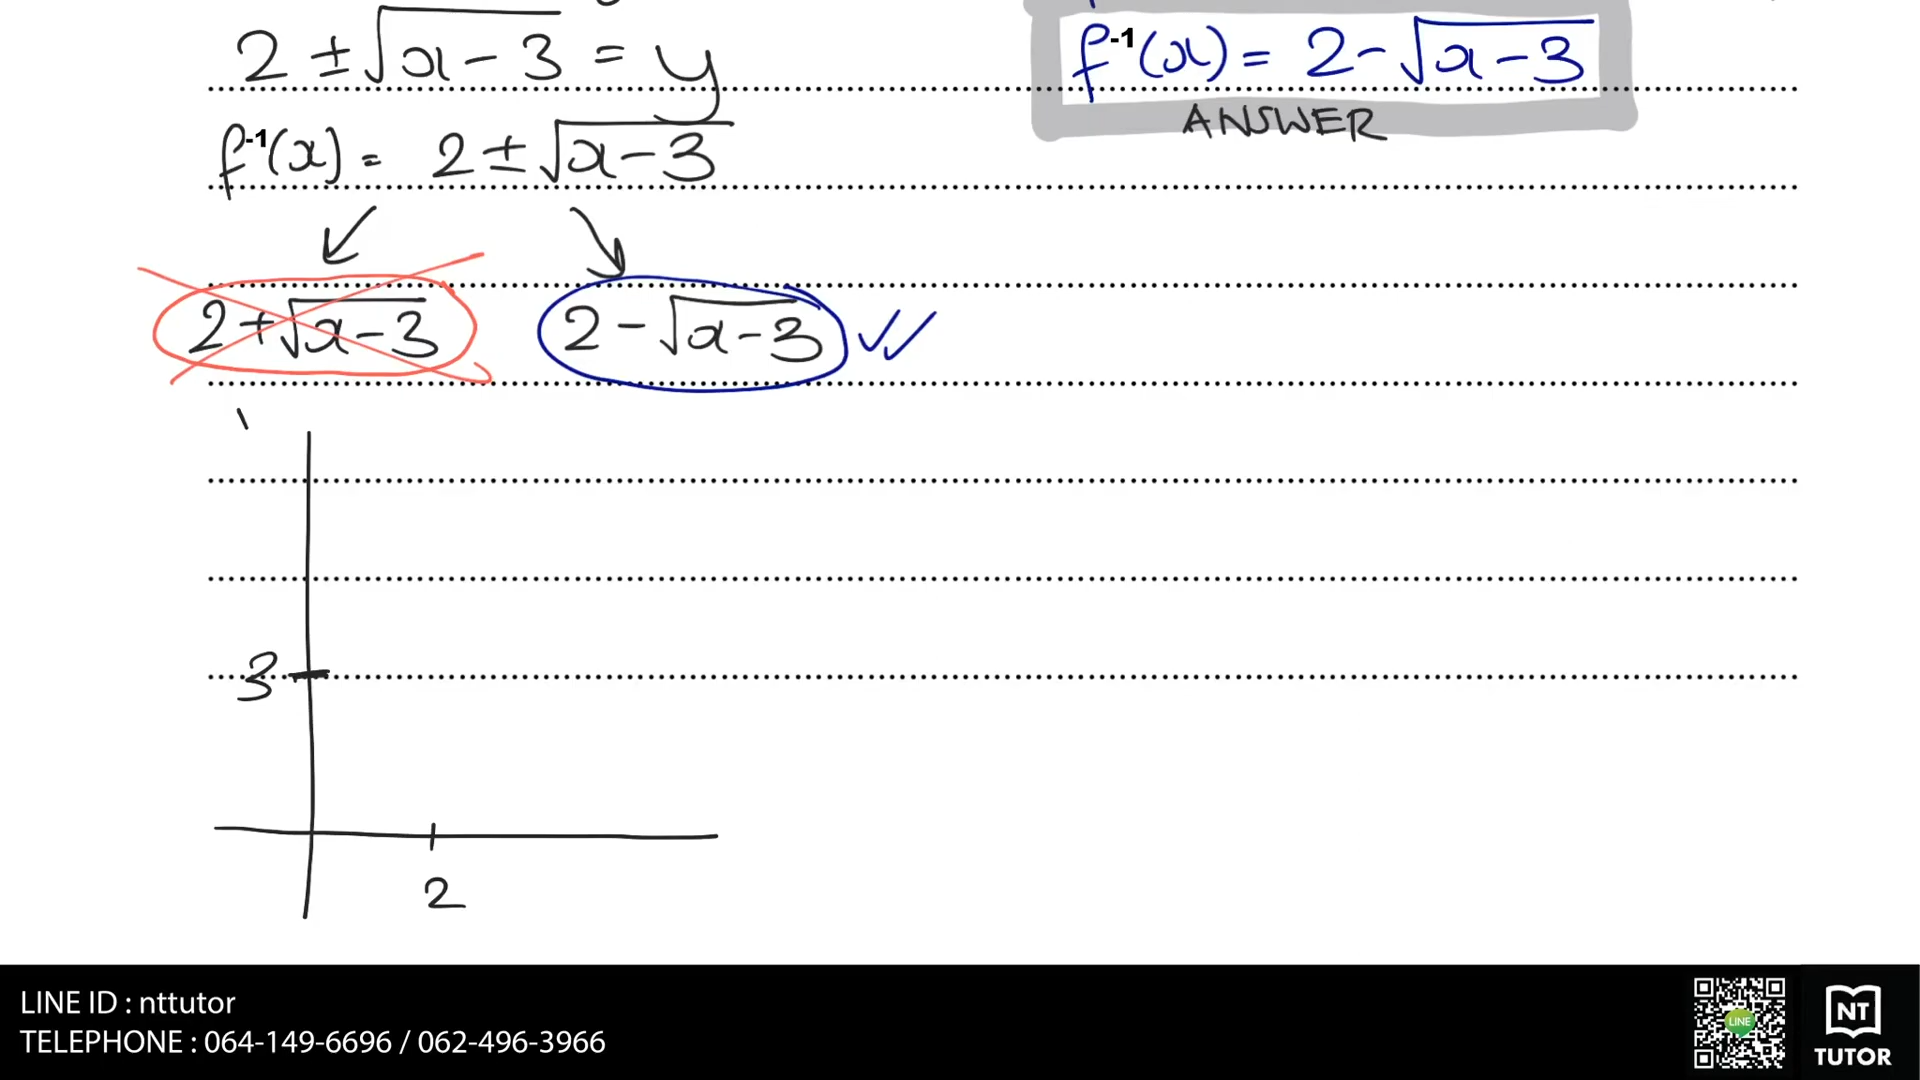 2 ± √x - 3 = y
f⁻¹(x) = 2 - √x - 3
ANSWER
f⁻¹(x) = 2 ± √x - 3
2 + √x - 3
2 - √x - 3
3
2
LINE ID : nttutor
TELEPHONE : 064-149-6696 / 062-496-3966
LINE
NT
TUTOR